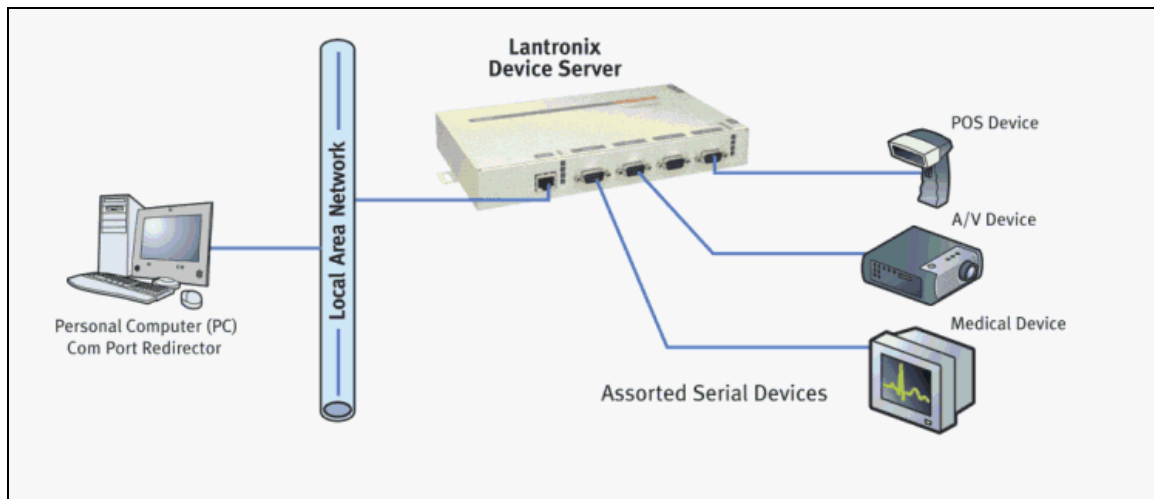 Lantronix
Device Server
POS Device
A/V Device
Local Area Network
Personal Computer (PC)
Com Port Redirector
Medical Device
Assorted Serial Devices